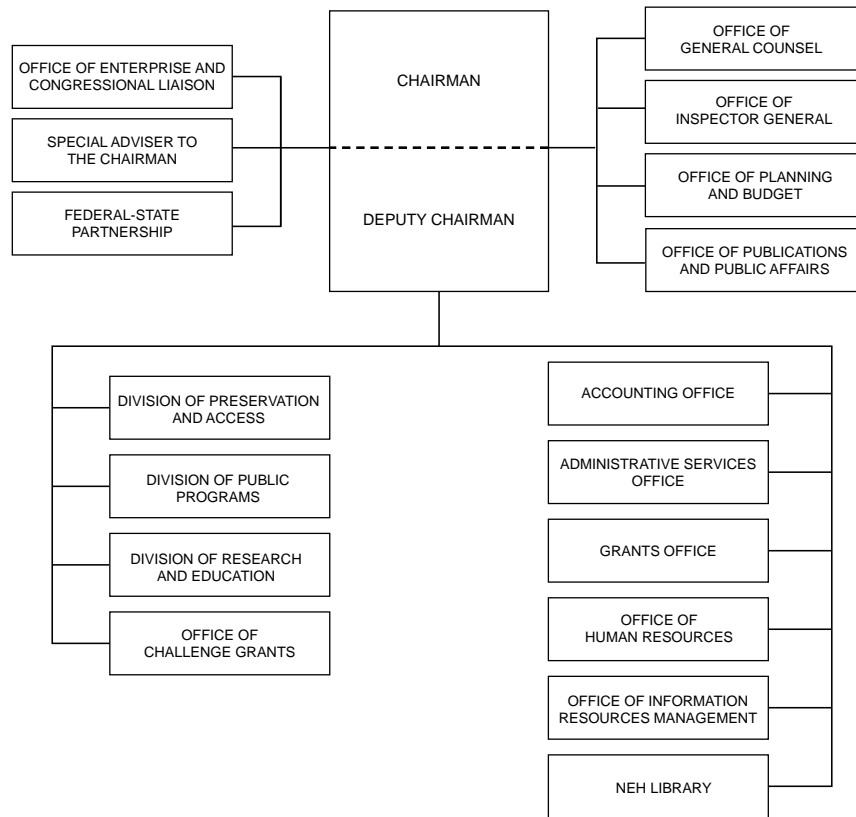 OFFICE OF ENTERPRISE AND
CONGRESSIONAL LIAISON
SPECIAL ADVISER TO
THE CHAIRMAN
FEDERAL-STATE
PARTNERSHIP
CHAIRMAN
DEPUTY CHAIRMAN
OFFICE OF
GENERAL COUNSEL
OFFICE OF
INSPECTOR GENERAL
OFFICE OF PLANNING
AND BUDGET
OFFICE OF PUBLICATIONS
AND PUBLIC AFFAIRS
DIVISION OF PRESERVATION
AND ACCESS
DIVISION OF PUBLIC
PROGRAMS
DIVISION OF RESEARCH
AND EDUCATION
OFFICE OF
CHALLENGE GRANTS
ACCOUNTING OFFICE
ADMINISTRATIVE SERVICES
OFFICE
GRANTS OFFICE
OFFICE OF
HUMAN RESOURCES
OFFICE OF INFORMATION
RESOURCES MANAGEMENT
NEH LIBRARY